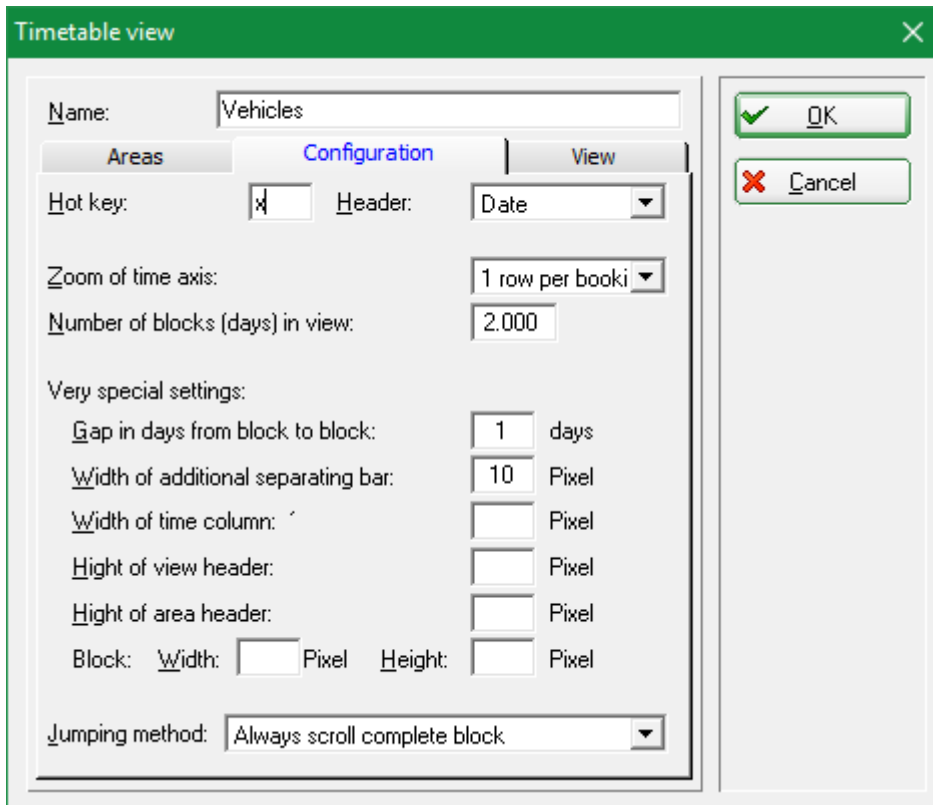 Timetable view
Name: Vehicles
OK
Areas Configuration View
Cancel
Hot key: x Header: Date
Zoom of time axis: 1 row per booki
Number of blocks (days) in view: 2.000
Very special settings:
Gap in days from block to block: 1 days
Width of additional separating bar: 10 Pixel
Width of time column: ´ Pixel
Hight of view header: Pixel
Hight of area header: Pixel
Block: Width: Pixel Height: Pixel
Jumping method: Always scroll complete block